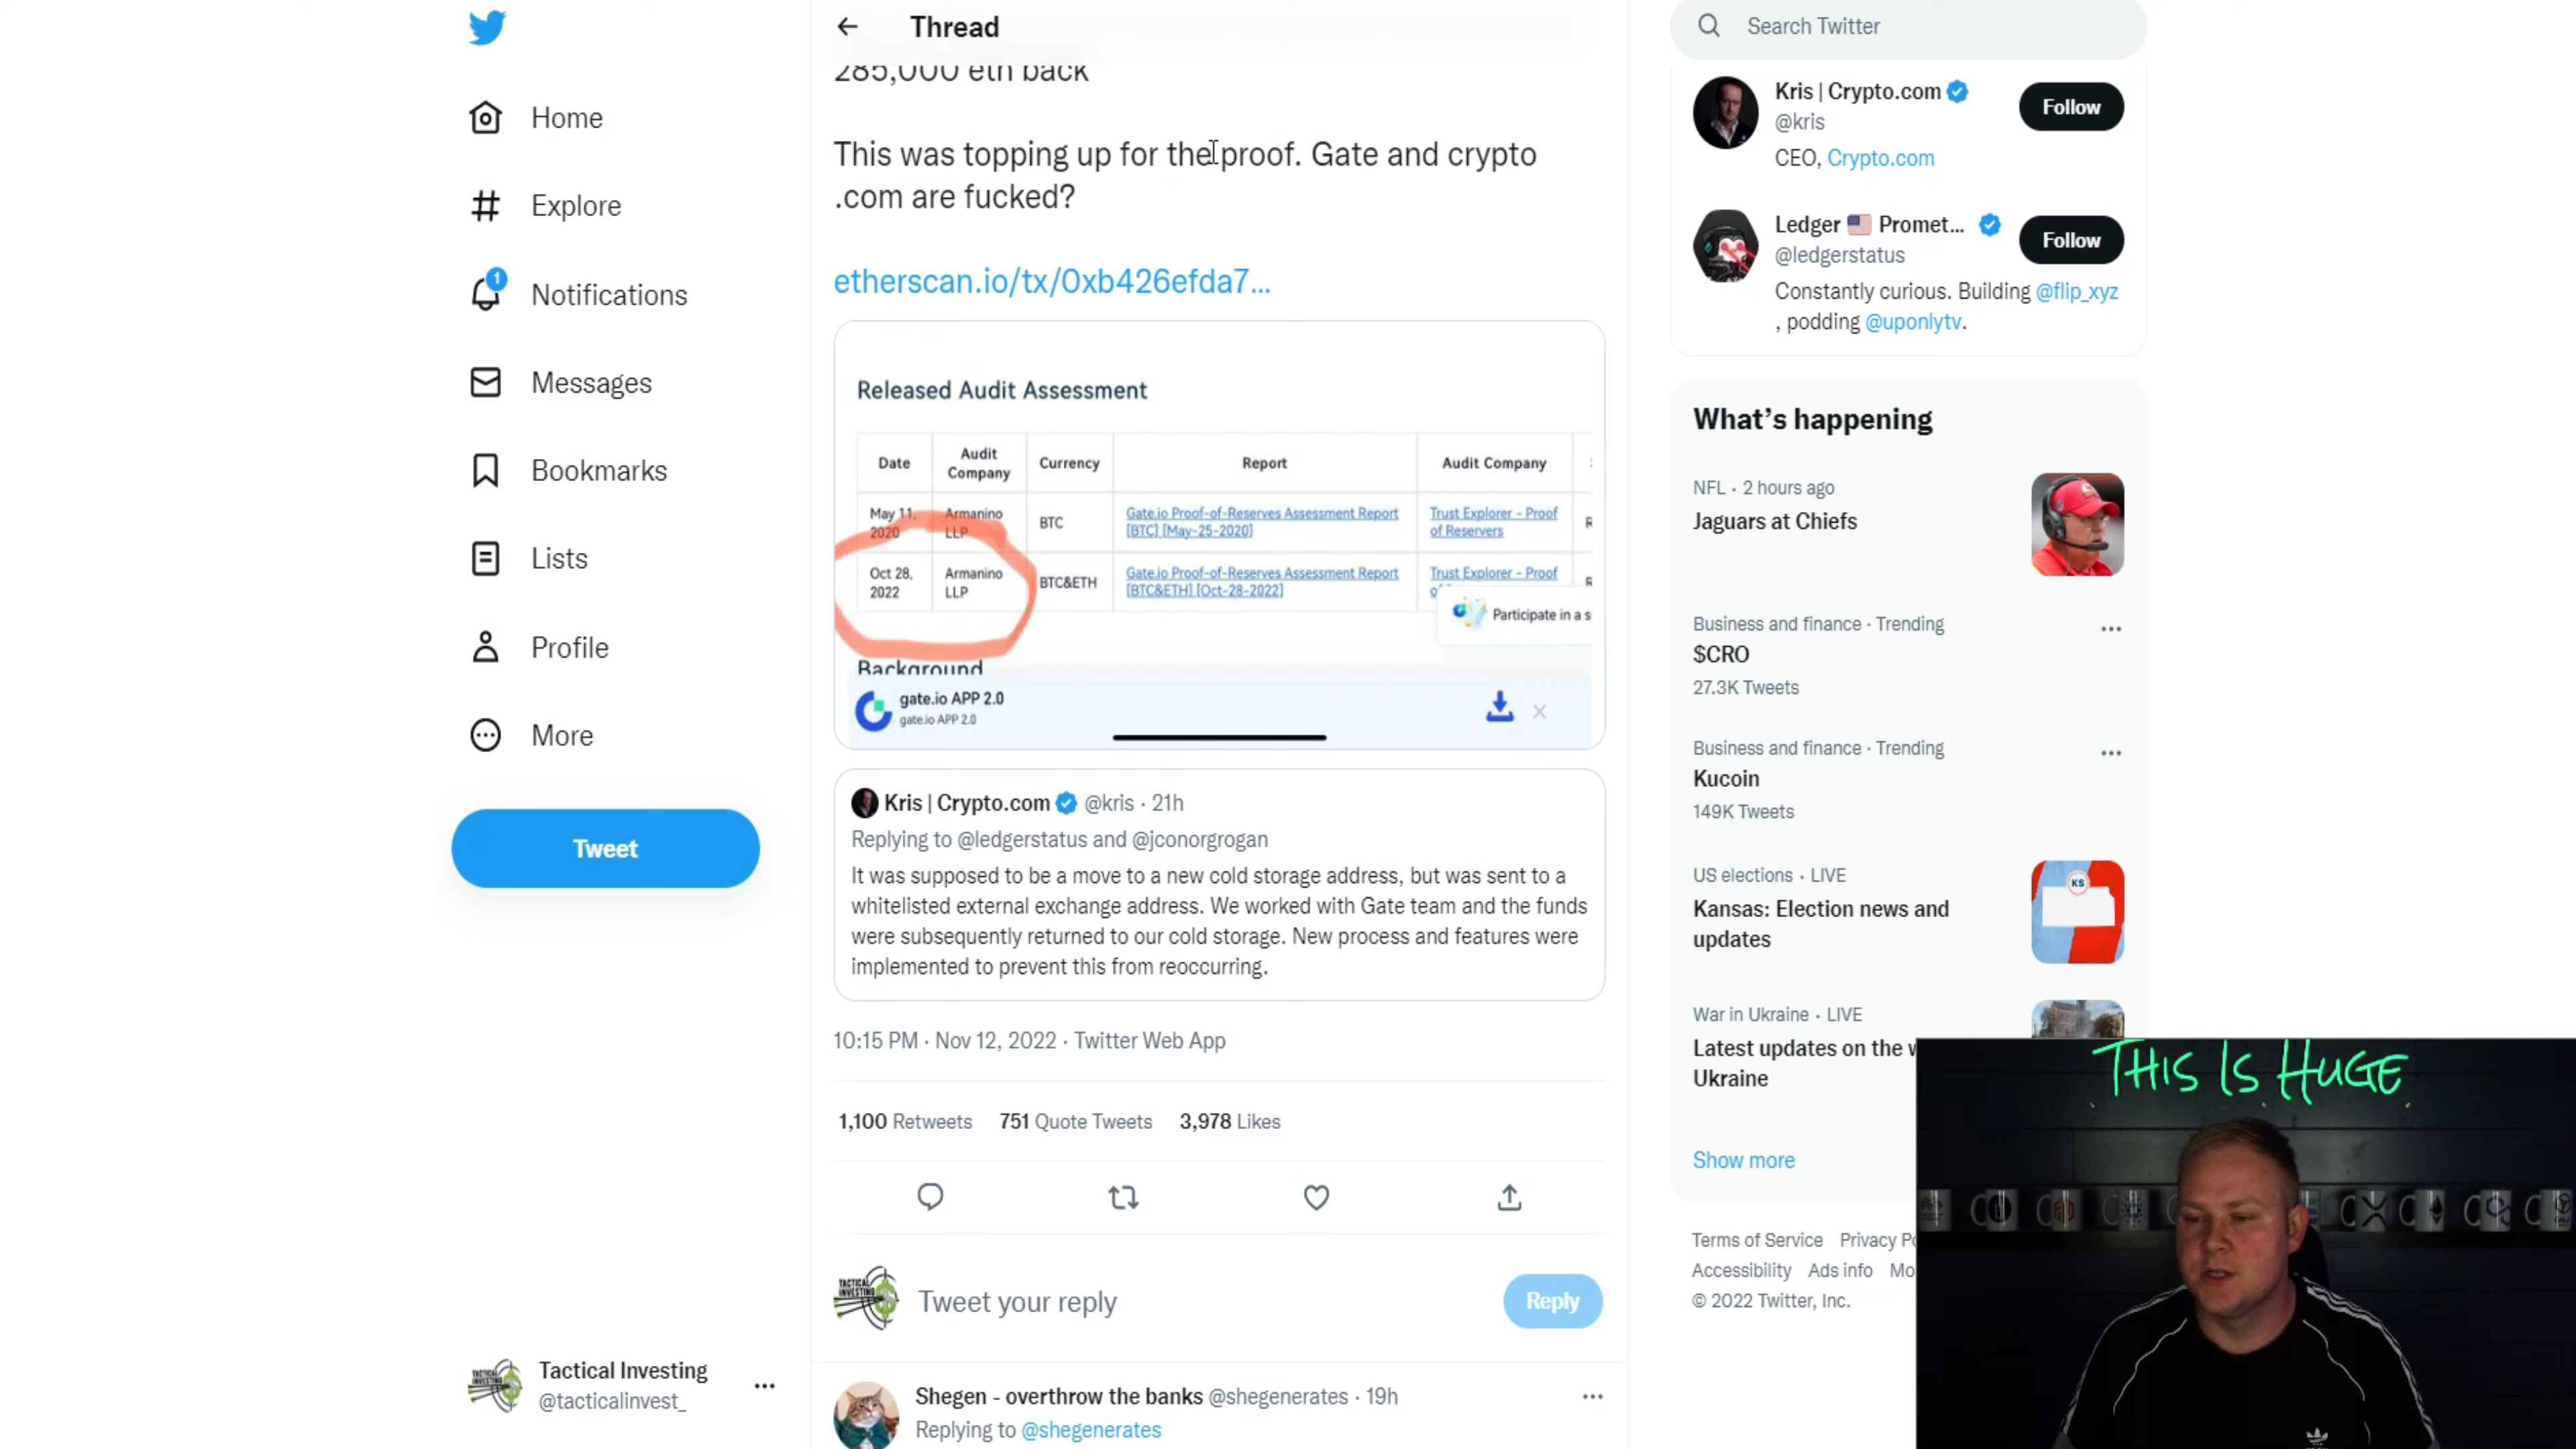 Home
Explore
1
Notifications
Messages
Bookmarks
Lists
Profile
More
Tweet
Tactical Investing
@tacticalinvest_
Thread
285,000 eth back
This was topping up for the proof. Gate and crypto
.com are fucked?
etherscan.io/tx/0xb426efda7...
Released Audit Assessment
Date
Audit Company
Currency
Report
Audit Company
May 11, 2020
Armanino LLP
BTC
Gate.io Proof-of-Reserves Assessment Report
[BTC] [May-25-2020]
Trust Explorer - Proof
of Reservers
R
Oct 28, 2022
Armanino LLP
BTC&ETH
Gate.io Proof-of-Reserves Assessment Report
[BTC&ETH] [Oct-28-2022]
Trust Explorer - Proof
R
Participate in a s
Background
gate.io APP 2.0
gate.io APP 2.0
Kris | Crypto.com @kris · 21h
Replying to @ledgerstatus and @jconorgrogan
It was supposed to be a move to a new cold storage address, but was sent to a
whitelisted external exchange address. We worked with Gate team and the funds
were subsequently returned to our cold storage. New process and features were
implemented to prevent this from reoccurring.
10:15 PM · Nov 12, 2022 · Twitter Web App
1,100 Retweets 751 Quote Tweets 3,978 Likes
TACTICAL INVESTING
Tweet your reply
Reply
Shegen - overthrow the banks @shegenerates · 19h
Replying to @shegenerates
Search Twitter
Kris | Crypto.com
@kris
CEO, Crypto.com
Follow
Ledger Promet...
@ledgerstatus
Constantly curious. Building @flip_xyz
, podding @uponlytv.
Follow
What's happening
NFL · 2 hours ago
Jaguars at Chiefs
Business and finance · Trending
$CRO
27.3K Tweets
Business and finance · Trending
Kucoin
149K Tweets
US elections · LIVE
Kansas: Election news and
updates
KS
War in Ukraine · LIVE
Latest updates on the w
Ukraine
Show more
Terms of Service Privacy Po
Accessibility Ads info Mo
© 2022 Twitter, Inc.
THIS IS HUGE